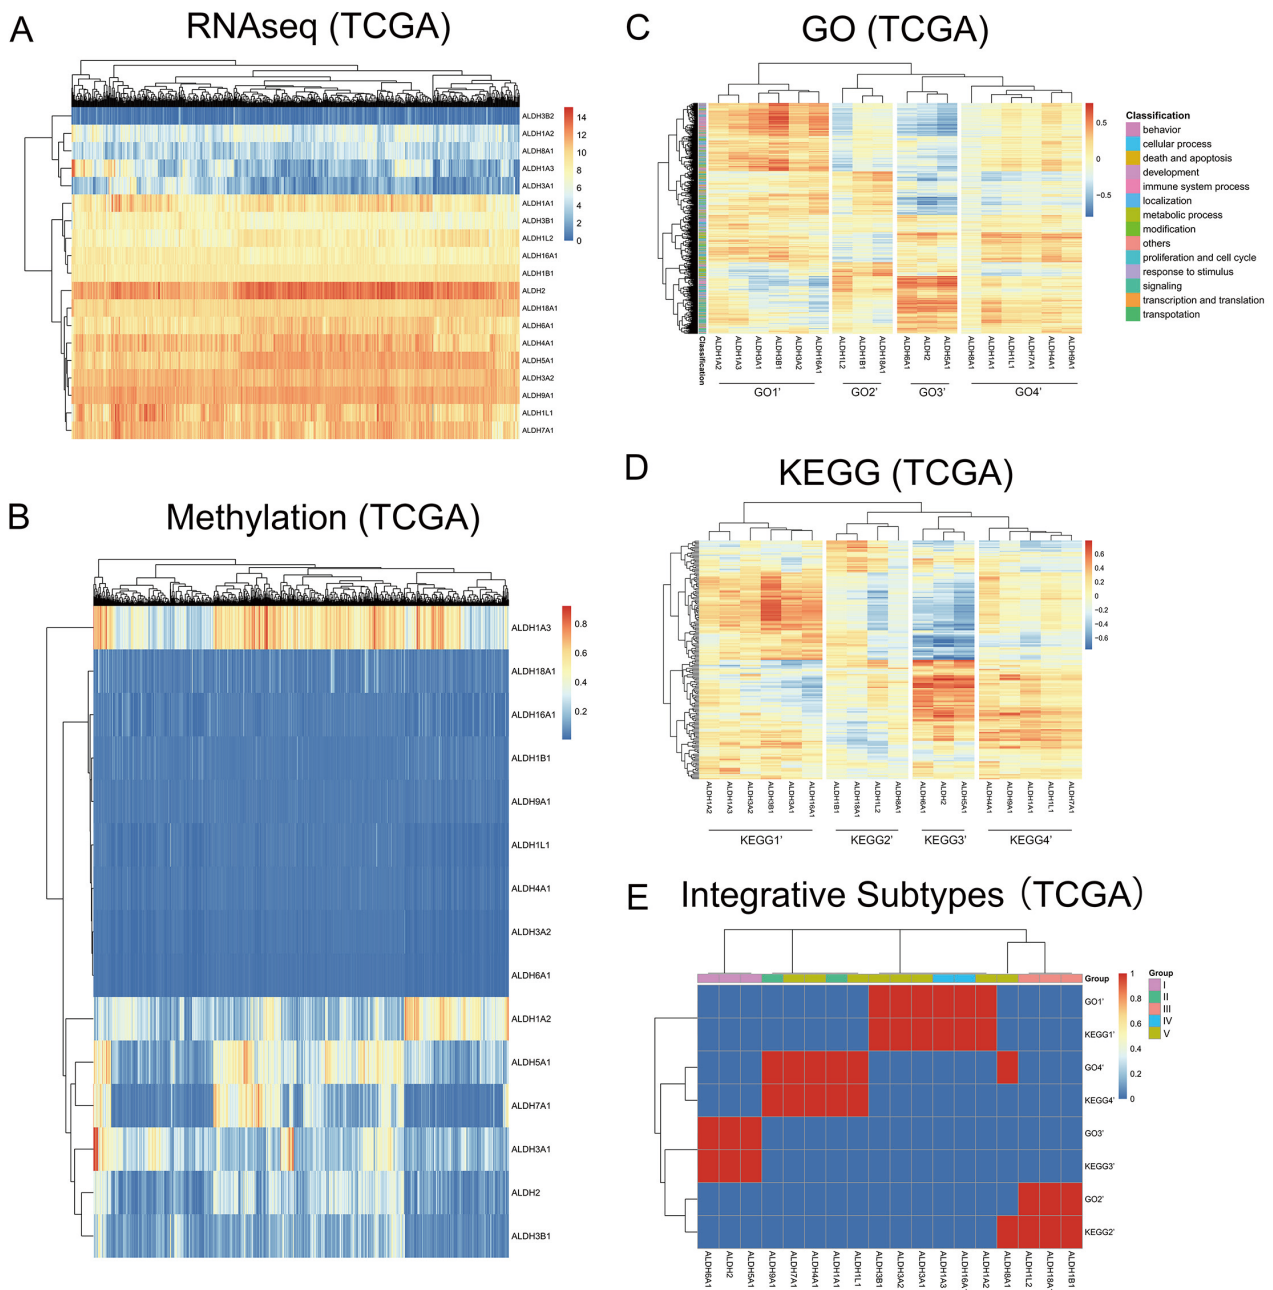 A
RNAseq (TCGA)
ALDH3B2
ALDH1A2
ALDH8A1
ALDH1A3
ALDH3A1
ALDH1A1
ALDH3B1
ALDH1L2
ALDH16A1
ALDH1B1
ALDH2
ALDH18A1
ALDH6A1
ALDH4A1
ALDH5A1
ALDH3A2
ALDH9A1
ALDH1L1
ALDH7A1
14
12
10
8
6
4
2
0
B
Methylation (TCGA)
ALDH1A3
ALDH18A1
ALDH16A1
ALDH1B1
ALDH9A1
ALDH1L1
ALDH4A1
ALDH3A2
ALDH6A1
ALDH1A2
ALDH5A1
ALDH7A1
ALDH3A1
ALDH2
ALDH3B1
0.8
0.6
0.4
0.2
C
GO (TCGA)
0.5
0
−0.5
Classification
behavior
cellular process
death and apoptosis
development
immune system process
localization
metabolic process
modification
others
proliferation and cell cycle
response to stimulus
signaling
transcription and translation
transpotation
Classification
ALDH1A2
ALDH1A3
ALDH3A1
ALDH3B1
ALDH3A2
ALDH16A1
ALDH1L2
ALDH1B1
ALDH18A1
ALDH6A1
ALDH2
ALDH5A1
ALDH8A1
ALDH1A1
ALDH1L1
ALDH7A1
ALDH4A1
ALDH9A1
GO1'
GO2'
GO3'
GO4'
D
KEGG (TCGA)
0.6
0.4
0.2
0
−0.2
−0.4
−0.6
ALDH1A2
ALDH1A3
ALDH3A2
ALDH3B1
ALDH3A1
ALDH16A1
ALDH1B1
ALDH18A1
ALDH1L2
ALDH8A1
ALDH6A1
ALDH2
ALDH5A1
ALDH4A1
ALDH9A1
ALDH1A1
ALDH1L1
ALDH7A1
KEGG1'
KEGG2'
KEGG3'
KEGG4'
E
Integrative Subtypes（TCGA）
Group
GO1'
KEGG1'
GO4'
KEGG4'
GO3'
KEGG3'
GO2'
KEGG2'
1
0.8
0.6
0.4
0.2
0
Group
I
II
III
IV
V
ALDH6A1
ALDH2
ALDH5A1
ALDH9A1
ALDH7A1
ALDH4A1
ALDH1A1
ALDH1L1
ALDH3B1
ALDH3A2
ALDH3A1
ALDH1A3
ALDH16A'
ALDH1A2
ALDH8A1
ALDH1L2
ALDH18A'
ALDH1B1